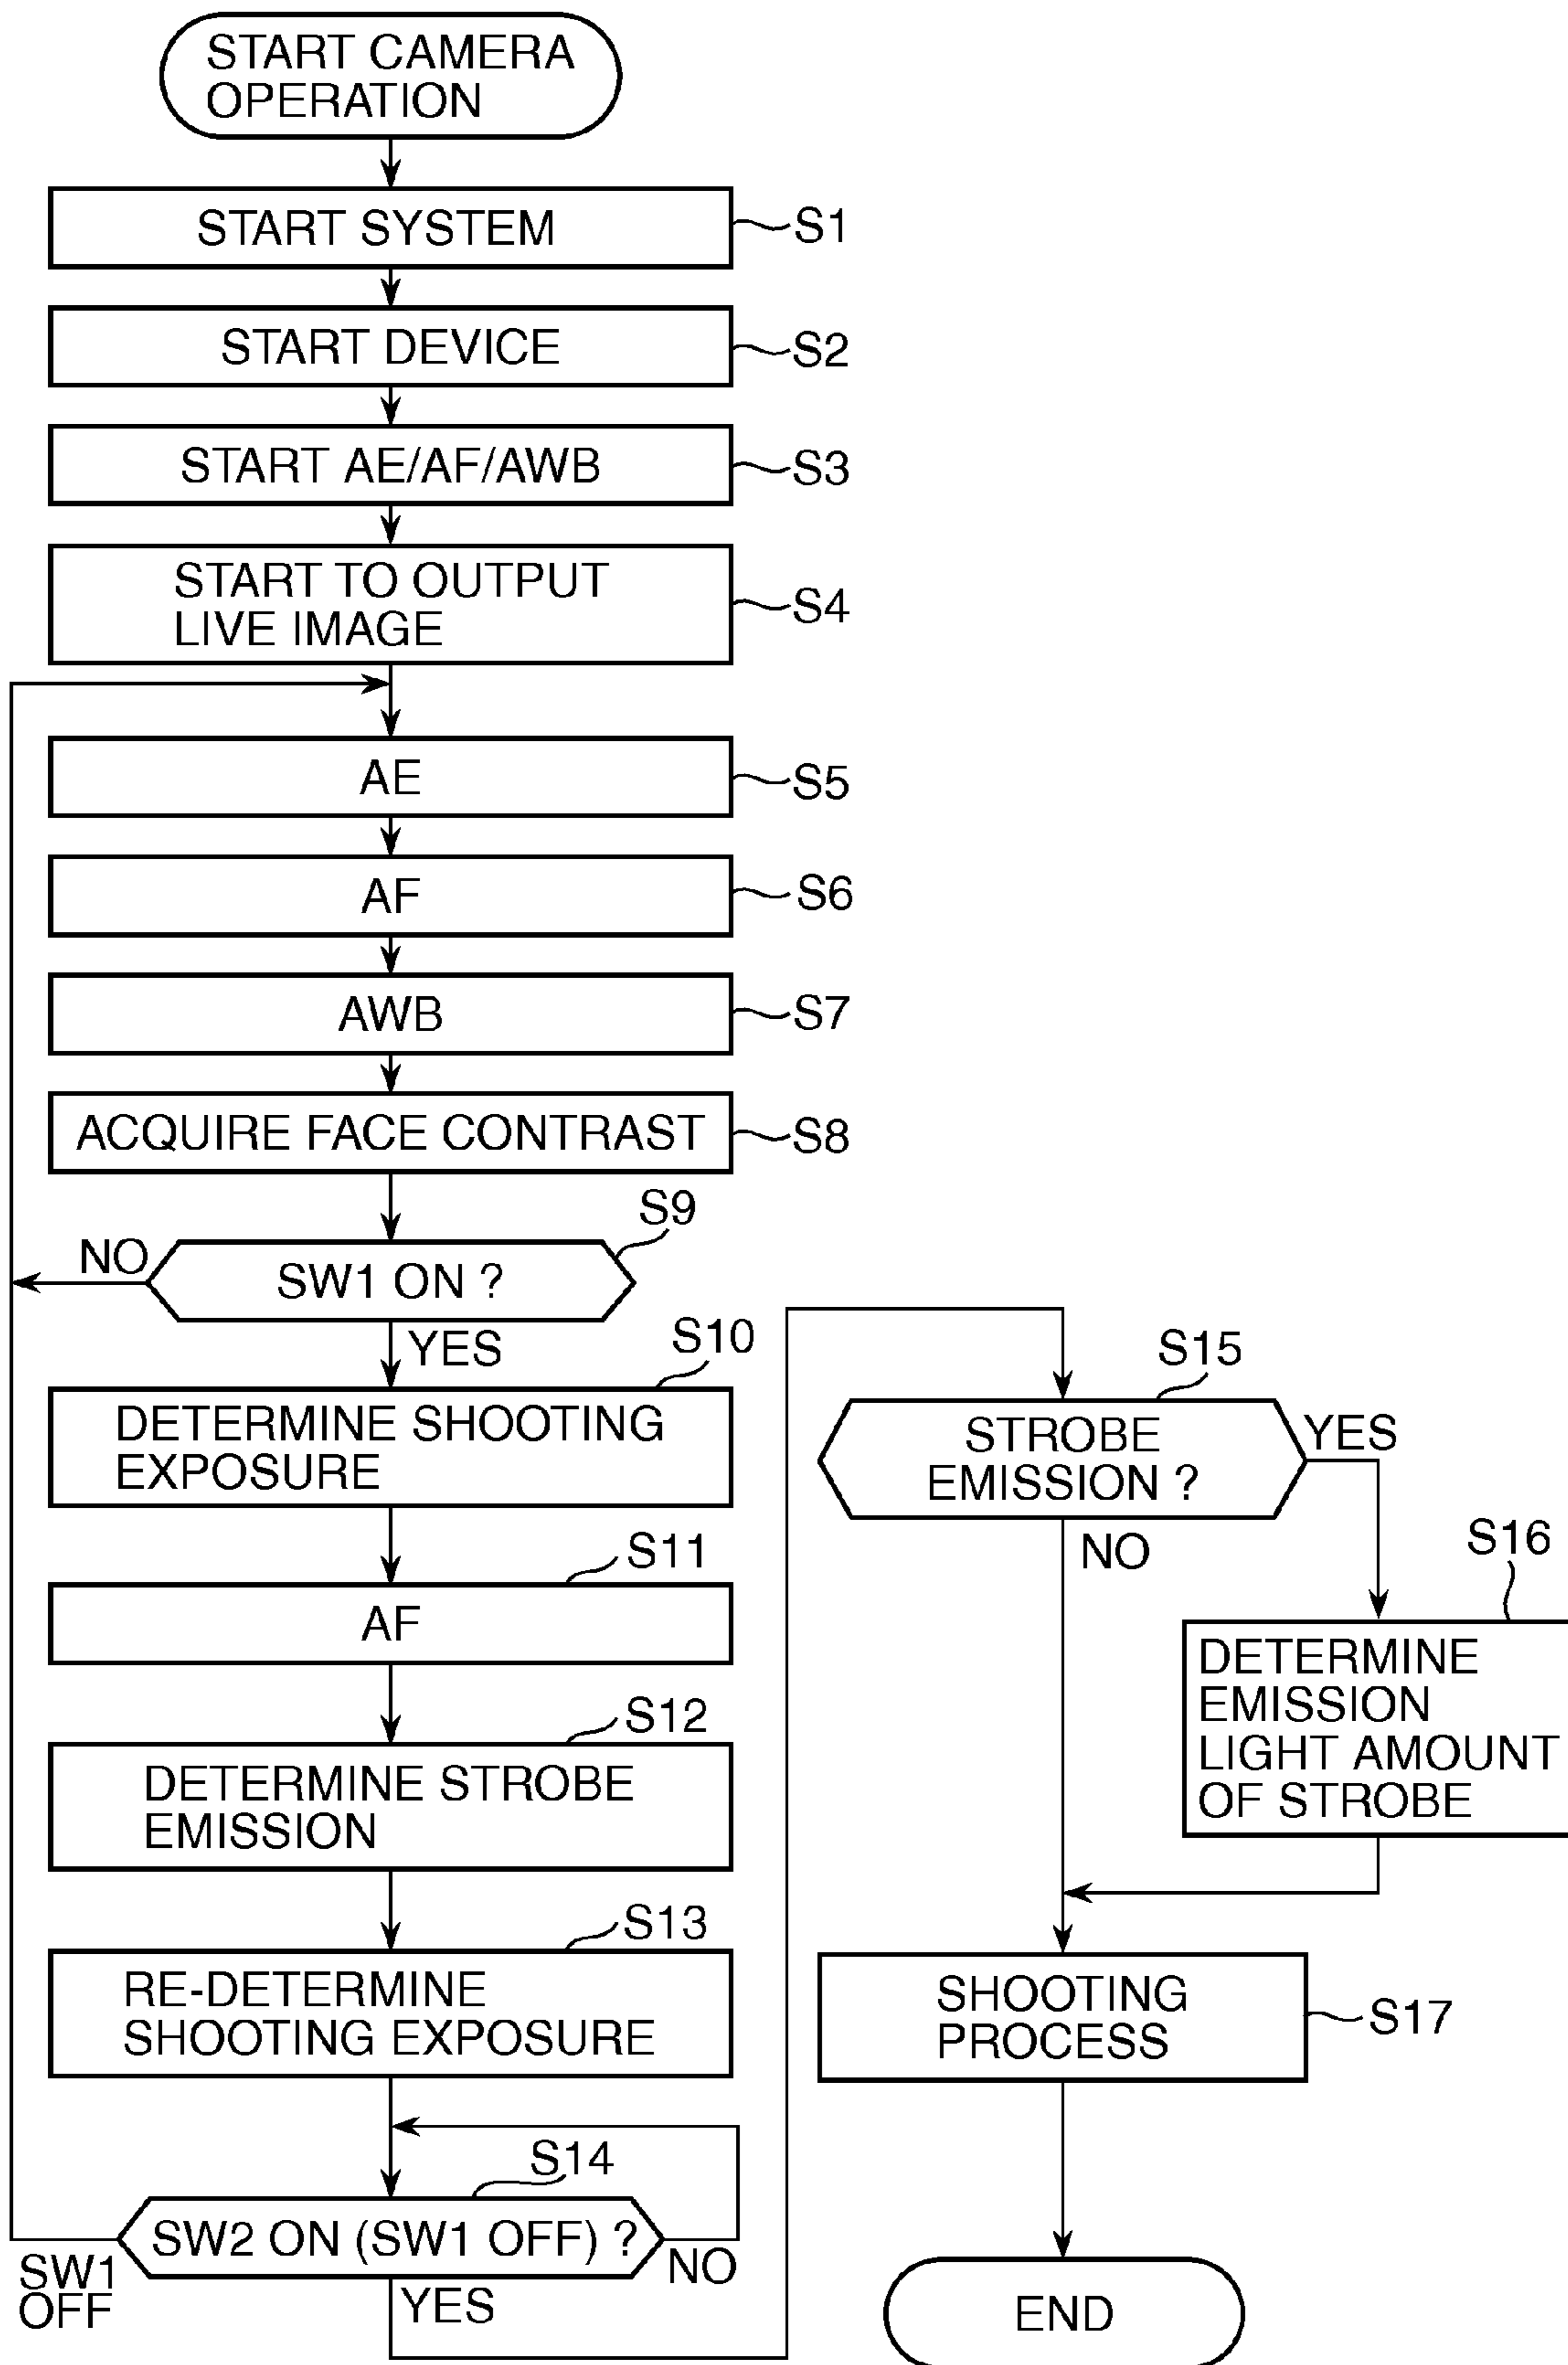 START CAMERA
OPERATION
START SYSTEM
S1
START DEVICE
S2
START AE/AF/AWB
S3
START TO OUTPUT
LIVE IMAGE
S4
AE
S5
AF
S6
AWB
S7
ACQUIRE FACE CONTRAST
S8
S9
NO
SW1 ON ?
YES
S10
DETERMINE SHOOTING
EXPOSURE
S11
AF
S12
DETERMINE STROBE
EMISSION
S13
RE-DETERMINE
SHOOTING EXPOSURE
S14
SW2 ON (SW1 OFF) ?
NO
SW1
OFF
YES
S15
STROBE
EMISSION ?
YES
NO
S16
DETERMINE
EMISSION
LIGHT AMOUNT
OF STROBE
SHOOTING
PROCESS
S17
END